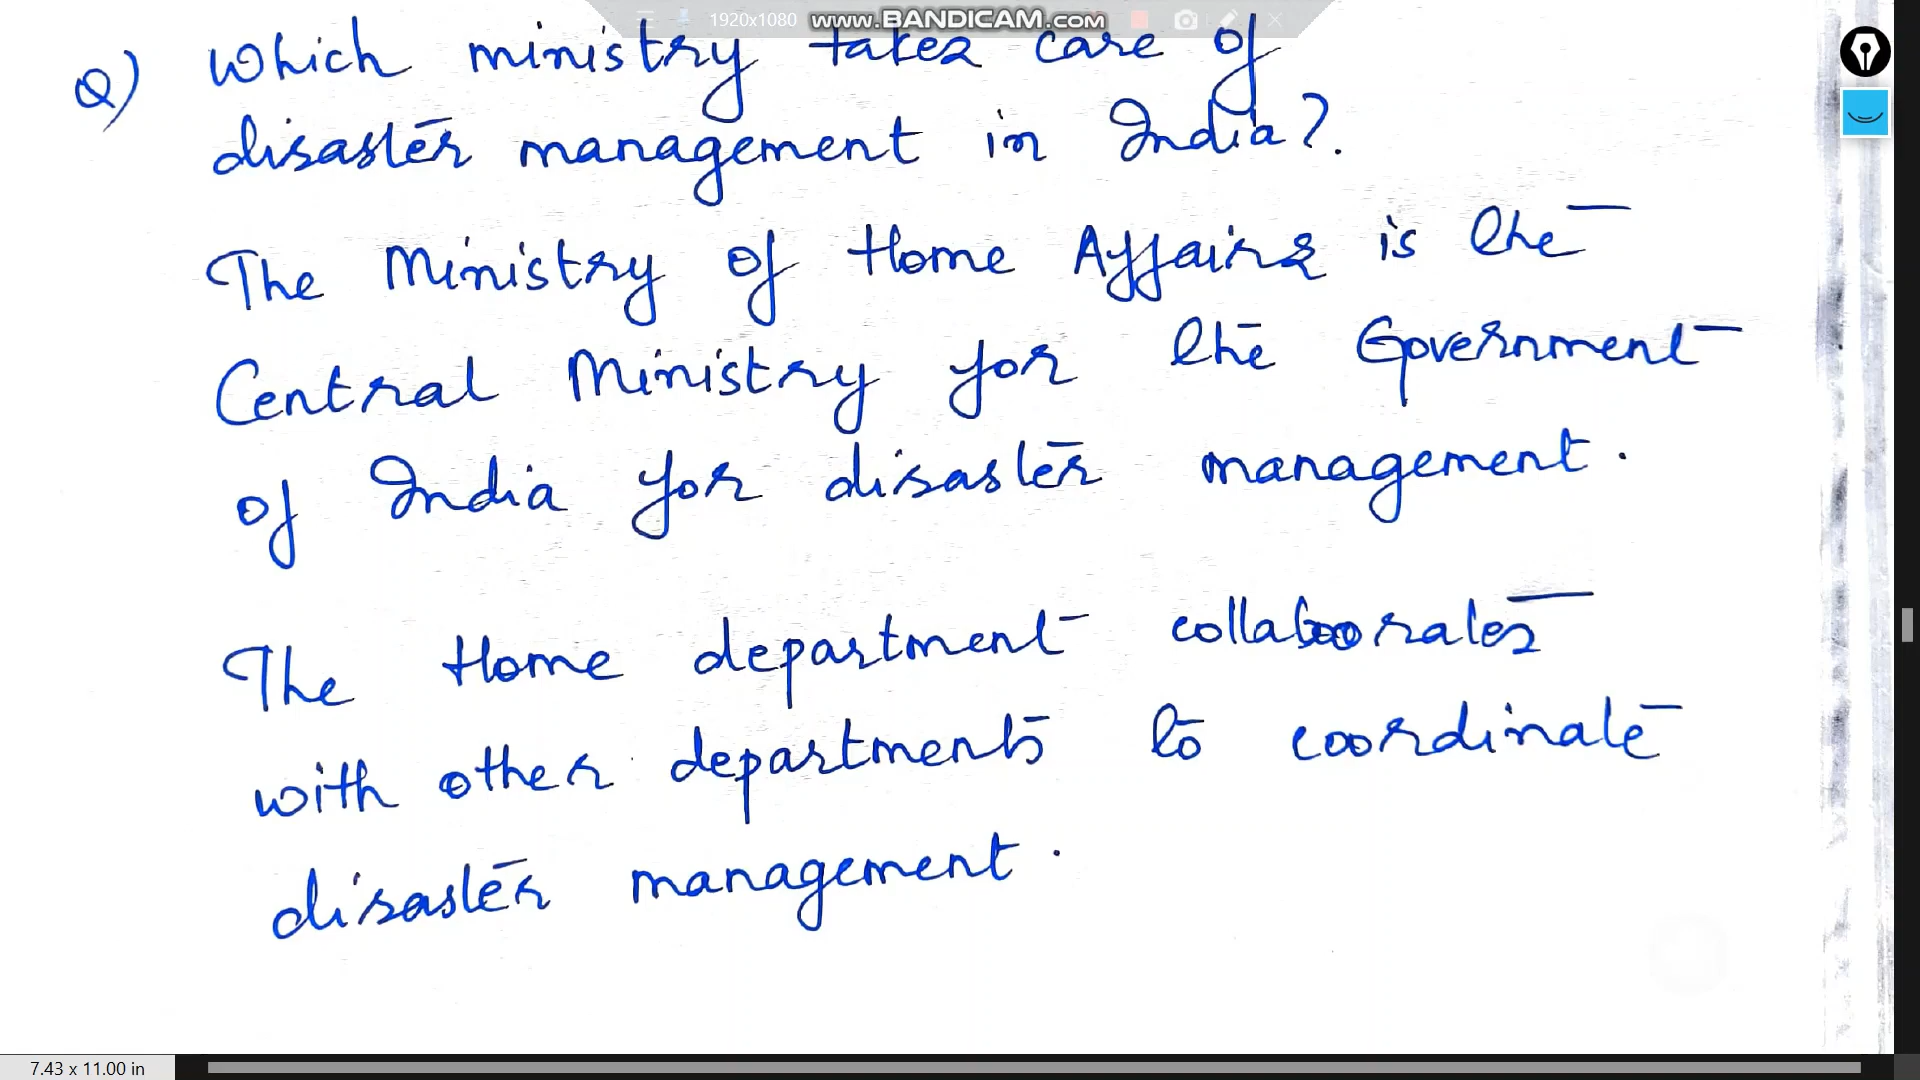 1920x1080 www.BANDICAM.com
Q) Which ministry takes care of
disaster management in India?.
The Ministry of Home Affairs is the
Central Ministry for the Government
of India for disaster management.
The Home department collaborates
with other departments to coordinate
disaster management.
7.43 x 11.00 in